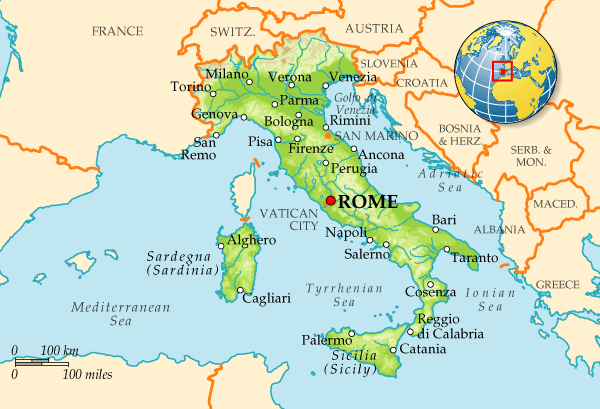 FRANCE
SWITZ.
AUSTRIA
SLOVENIA
CROATIA
Milano
Verona
Venezia
Torino
Parma
Golfo di
Venezia
Genova
Bologna
Rimini
BOSNIA
& HERZ.
SERB. &
MON.
San
Remo
Pisa
Firenze
SAN MARINO
Ancona
Perugia
Adriatic
Sea
ROME
MACED.
VATICAN
CITY
Bari
ALBANIA
Napoli
Alghero
Salerno
Taranto
Sardegna
(Sardinia)
GREECE
Tyrrhenian
Sea
Cosenza
Ionian
Sea
Cagliari
Mediterranean
Sea
Reggio
di Calabria
Palermo
Catania
Sicilia
(Sicily)
0 100 km
0 100 miles